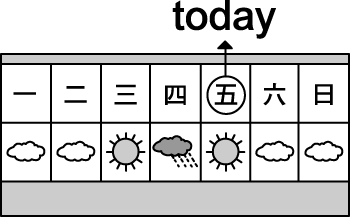 today
一 二 三 四 五 六 日